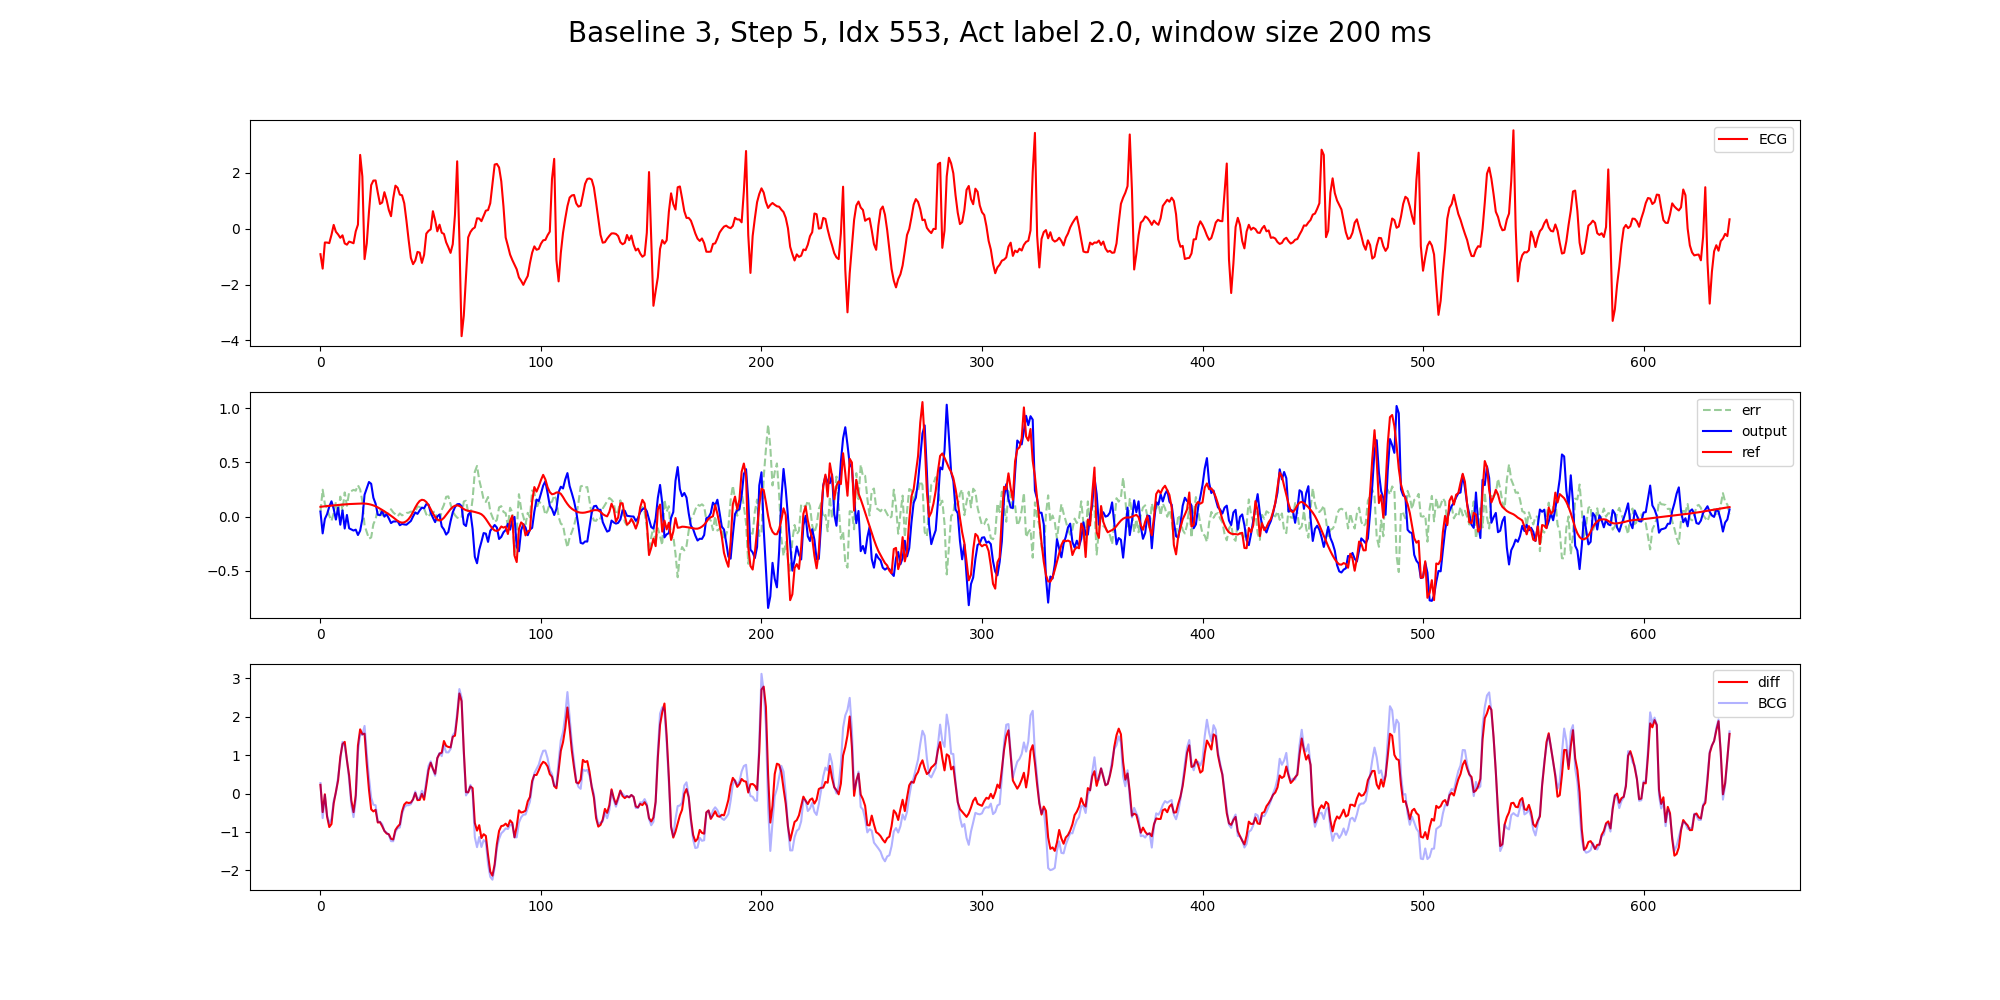 Baseline 3, Step 5, Idx 553, Act label 2.0, window size 200 ms
ECG
2
0
−2
−4
0 100 200 300 400 500 600
err
output
ref
1.0
0.5
0.0
−0.5
0 100 200 300 400 500 600
diff
BCG
3
2
1
0
−1
−2
0 100 200 300 400 500 600